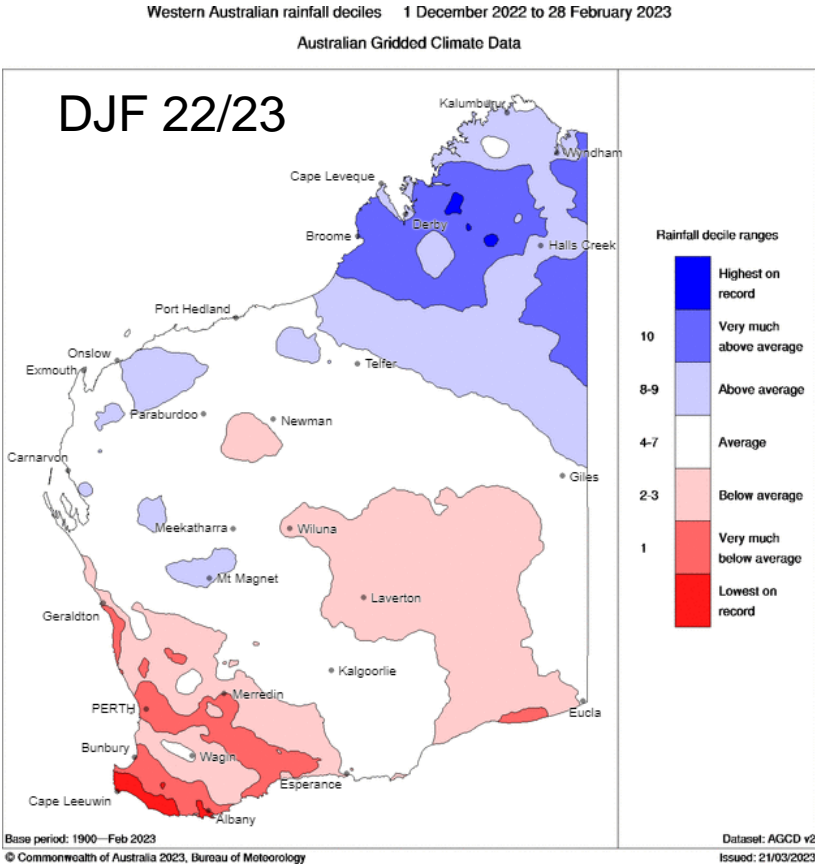 Western Australian rainfall deciles 1 December 2022 to 28 February 2023
Australian Gridded Climate Data
DJF 22/23
Kalumburu
Wyndham
Cape Leveque
Derby
Broome
Halls Creek
Port Hedland
Onslow
Telfer
Exmouth
Paraburdoo
Newman
Carnarvon
Giles
Meekatharra
Wiluna
Mt Magnet
Laverton
Geraldton
Kalgoorlie
Merredin
PERTH
Eucla
Bunbury
Wagin
Esperance
Cape Leeuwin
Albany
Rainfall decile ranges
Highest on
record
10
Very much
above average
8-9
Above average
4-7
Average
2-3
Below average
1
Very much
below average
Lowest on
record
Base period: 1900—Feb 2023
Dataset: AGCD v2
© Commonwealth of Australia 2023, Bureau of Meteorology
Issued: 21/03/2023